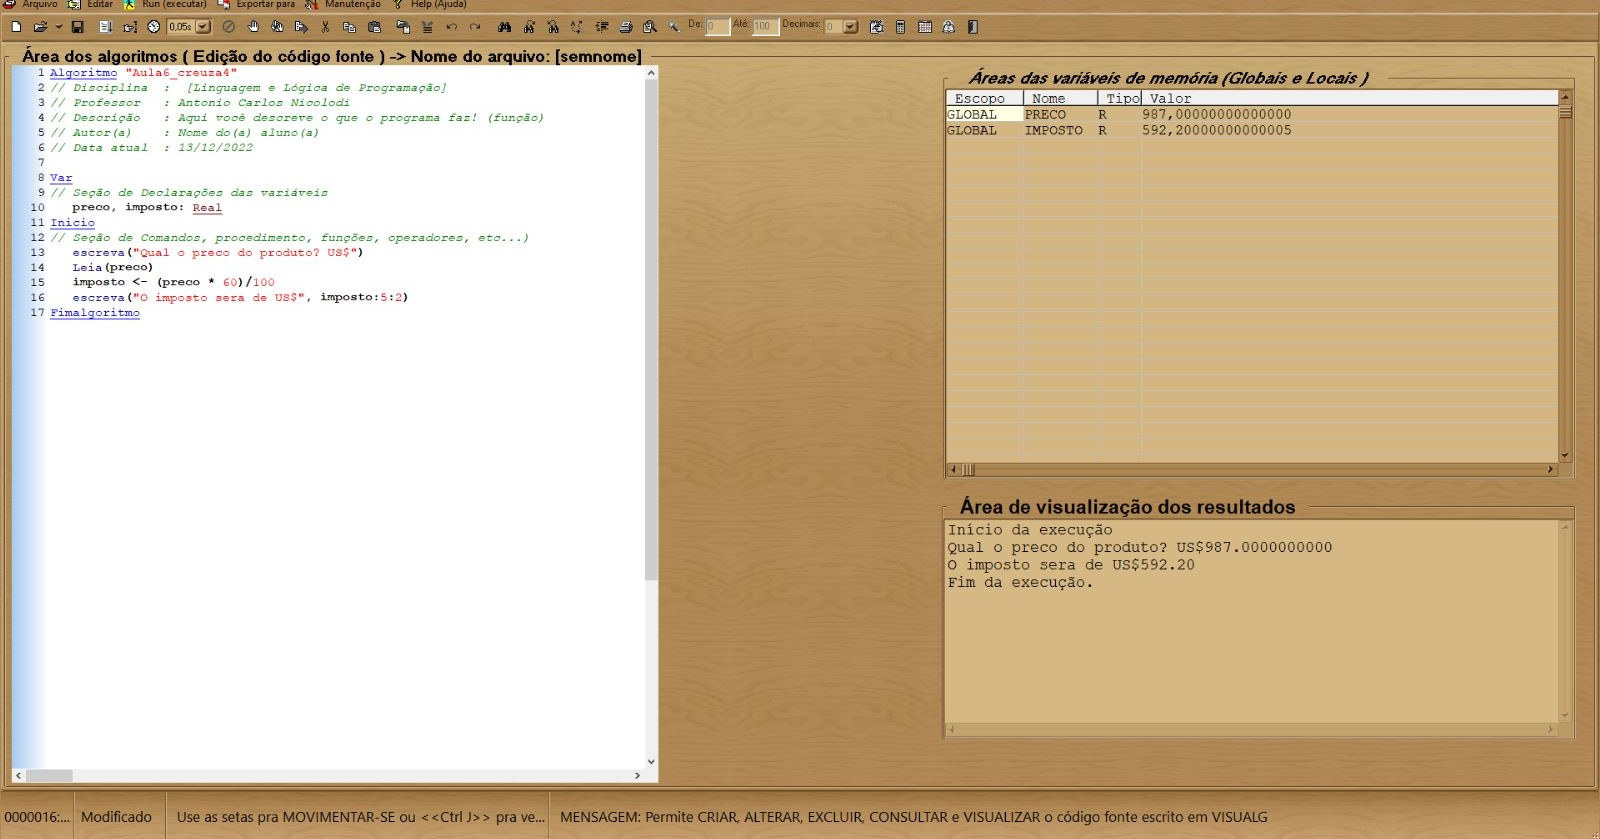 Arquivo Editar Run (executar) Exportar para Manutenção Help (Ajuda)
0,05s De: 0 Até: 100 Decimais: 0
Área dos algoritmos ( Edição do código fonte ) -> Nome do arquivo: [semnome]
1 Algoritmo "Aula6_creuza4"
2 // Disciplina : [Linguagem e Lógica de Programação]
3 // Professor : Antonio Carlos Nicolodi
4 // Descrição : Aqui você descreve o que o programa faz! (função)
5 // Autor(a) : Nome do(a) aluno(a)
6 // Data atual : 13/12/2022
7
8 Var
9 // Seção de Declarações das variáveis
10 preco, imposto: Real
11 Inicio
12 // Seção de Comandos, procedimento, funções, operadores, etc...)
13 escreva("Qual o preco do produto? US$")
14 Leia(preco)
15 imposto <- (preco * 60)/100
16 escreva("O imposto sera de US$", imposto:5:2)
17 Fimalgoritmo
Áreas das variáveis de memória (Globais e Locais )
Escopo Nome Tipo Valor
GLOBAL PRECO R 987,00000000000000
GLOBAL IMPOSTO R 592,20000000000005
Área de visualização dos resultados
Início da execução
Qual o preco do produto? US$987.0000000000
O imposto sera de US$592.20
Fim da execução.
0000016:... Modificado Use as setas pra MOVIMENTAR-SE ou <<Ctrl J>> pra ve... MENSAGEM: Permite CRIAR, ALTERAR, EXCLUIR, CONSULTAR e VISUALIZAR o código fonte escrito em VISUALG